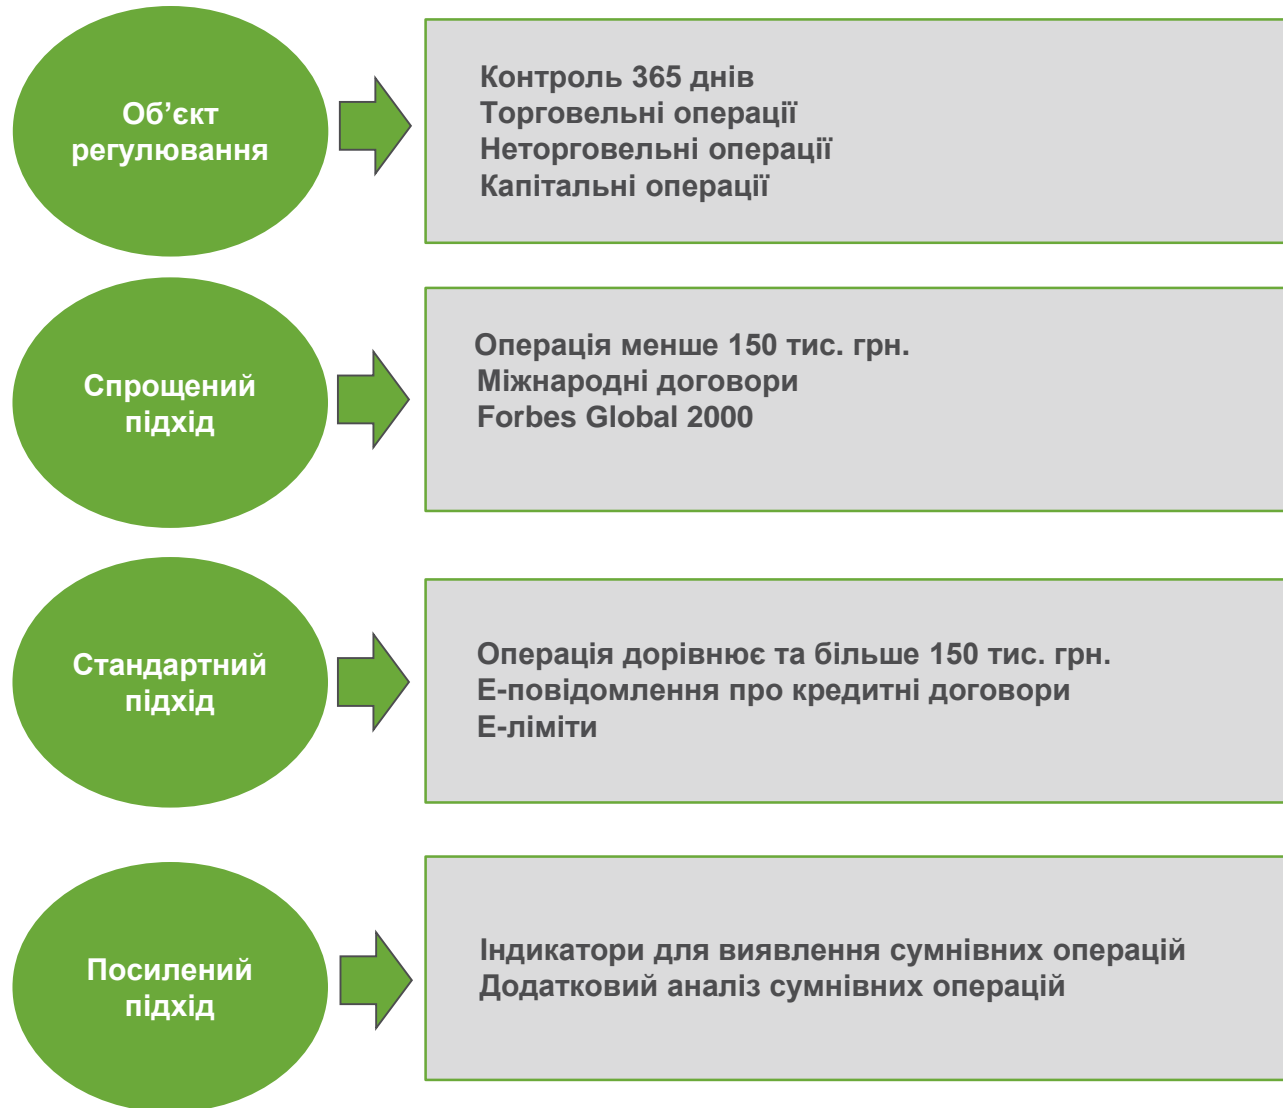 Об’єкт
регулювання
Контроль 365 днів
Торговельні операції
Неторговельні операції
Капітальні операції
Спрощений
підхід
Операція менше 150 тис. грн.
Міжнародні договори
Forbes Global 2000
Стандартний
підхід
Операція дорівнює та більше 150 тис. грн.
Е-повідомлення про кредитні договори
Е-ліміти
Посилений
підхід
Індикатори для виявлення сумнівних операцій
Додатковий аналіз сумнівних операцій